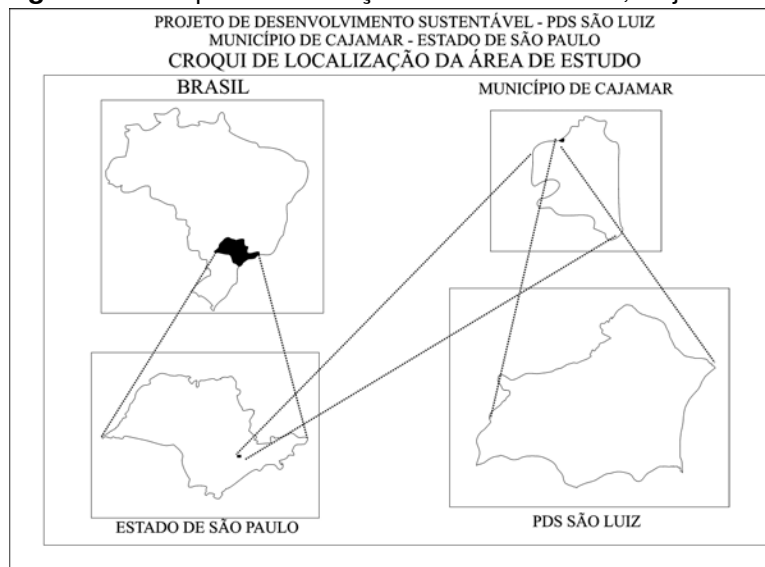 PROJETO DE DESENVOLVIMENTO SUSTENTÁVEL - PDS SÃO LUIZ
MUNICÍPIO DE CAJAMAR - ESTADO DE SÃO PAULO
CROQUI DE LOCALIZAÇÃO DA ÁREA DE ESTUDO
BRASIL
MUNICÍPIO DE CAJAMAR
ESTADO DE SÃO PAULO
PDS SÃO LUIZ